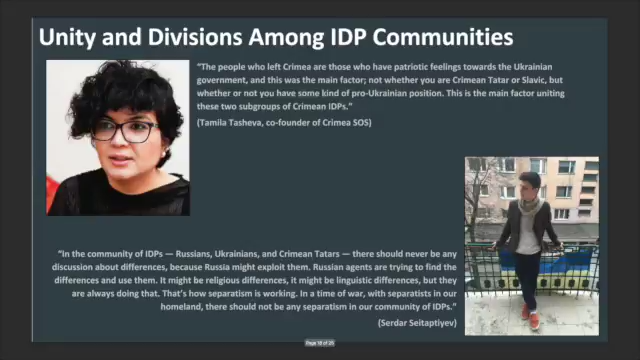 Unity and Divisions Among IDP Communities
“The people who left Crimea are those who have patriotic feelings towards the Ukrainian
government, and this was the main factor; not whether you are Crimean Tatar or Slavic, but
whether or not you have some kind of pro-Ukrainian position. This is the main factor uniting
these two subgroups of Crimean IDPs.”
(Tamila Tasheva, co-founder of Crimea SOS)
“In the community of IDPs — Russians, Ukrainians, and Crimean Tatars — there should never be any
discussion about differences, because Russia might exploit them. Russian agents are trying to find the
differences and use them. It might be religious differences, it might be linguistic differences, but they
are always doing that. That’s how separatism is working. In a time of war, with separatists in our
homeland, there should not be any separatism in our community of IDPs.”
(Serdar Seitaptiyev)
Page 18 of 31